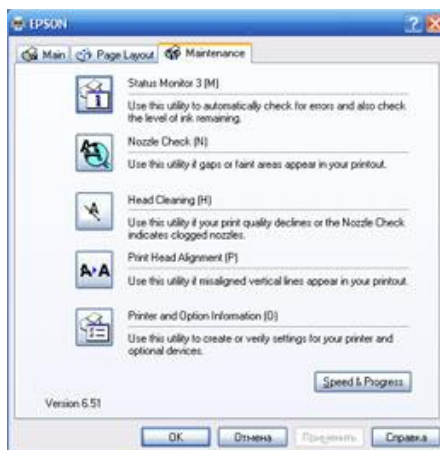 EPSON
Main Page Layout Maintenance
Status Monitor 3 (M)
Use this utility to automatically check for errors and also check
the level of ink remaining.
Nozzle Check (N)
Use this utility if gaps or faint areas appear in your printout.
Head Cleaning (H)
Use this utility if your print quality declines or the Nozzle Check
indicates clogged nozzles.
Print Head Alignment (P)
Use this utility if misaligned vertical lines appear in your printout.
Printer and Option Information (O)
Use this utility to create or verify settings for your printer and
optional devices.
Speed & Progress
Version 6.51
OK Отмена Применить Справка